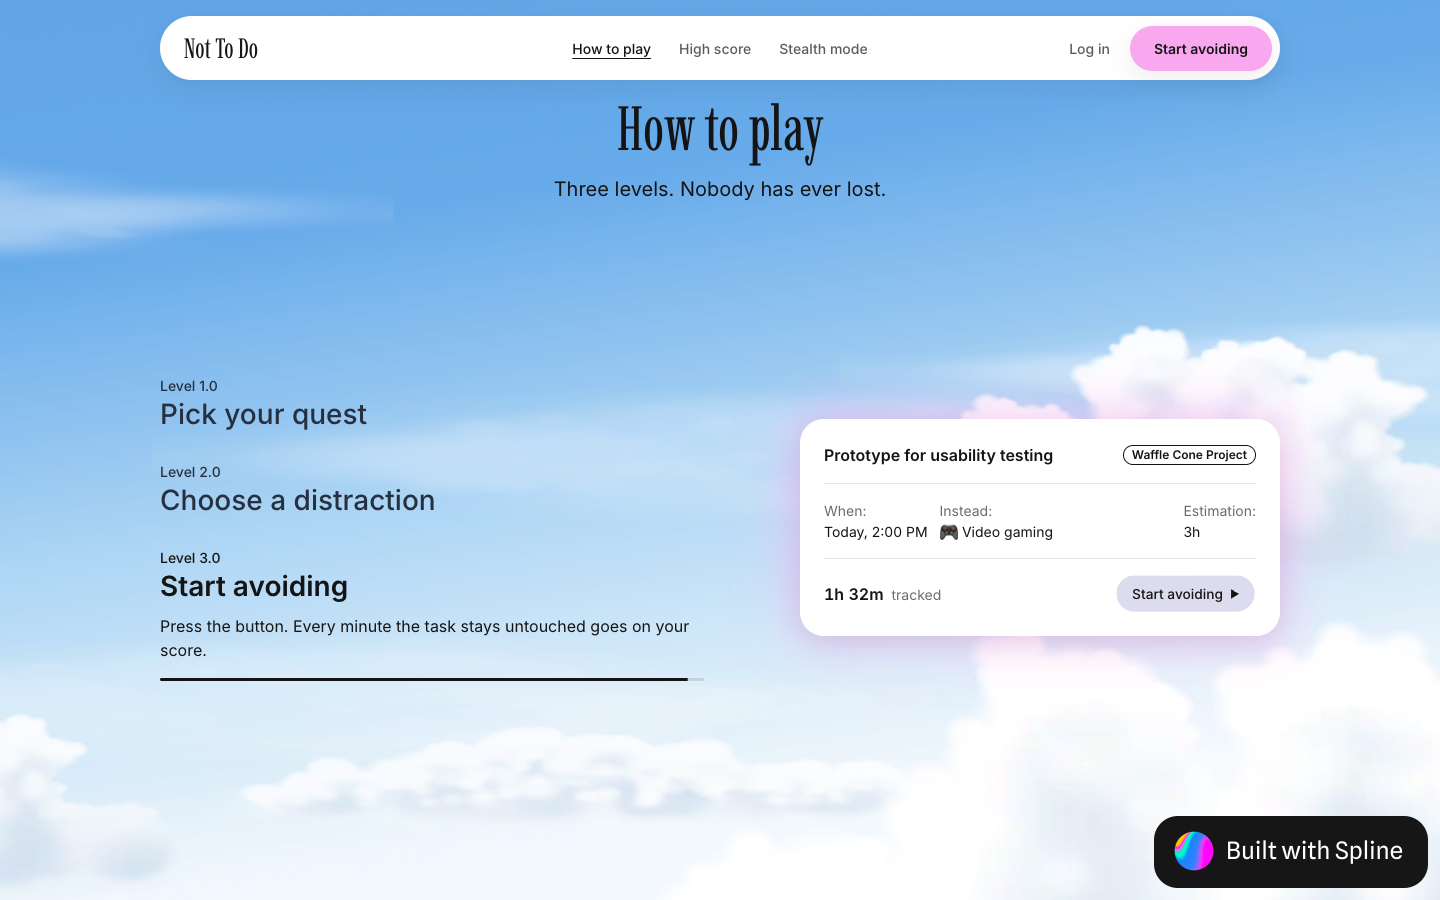 Not To Do
How to play
High score
Stealth mode
Log in
Start avoiding
How to play
Three levels. Nobody has ever lost.
Level 1.0
Pick your quest
Level 2.0
Choose a distraction
Level 3.0
Start avoiding
Press the button. Every minute the task stays untouched goes on your
score.
Prototype for usability testing
Waffle Cone Project
When:
Today, 2:00 PM
Instead:
🎮 Video gaming
Estimation:
3h
1h 32m tracked
Start avoiding
Built with Spline